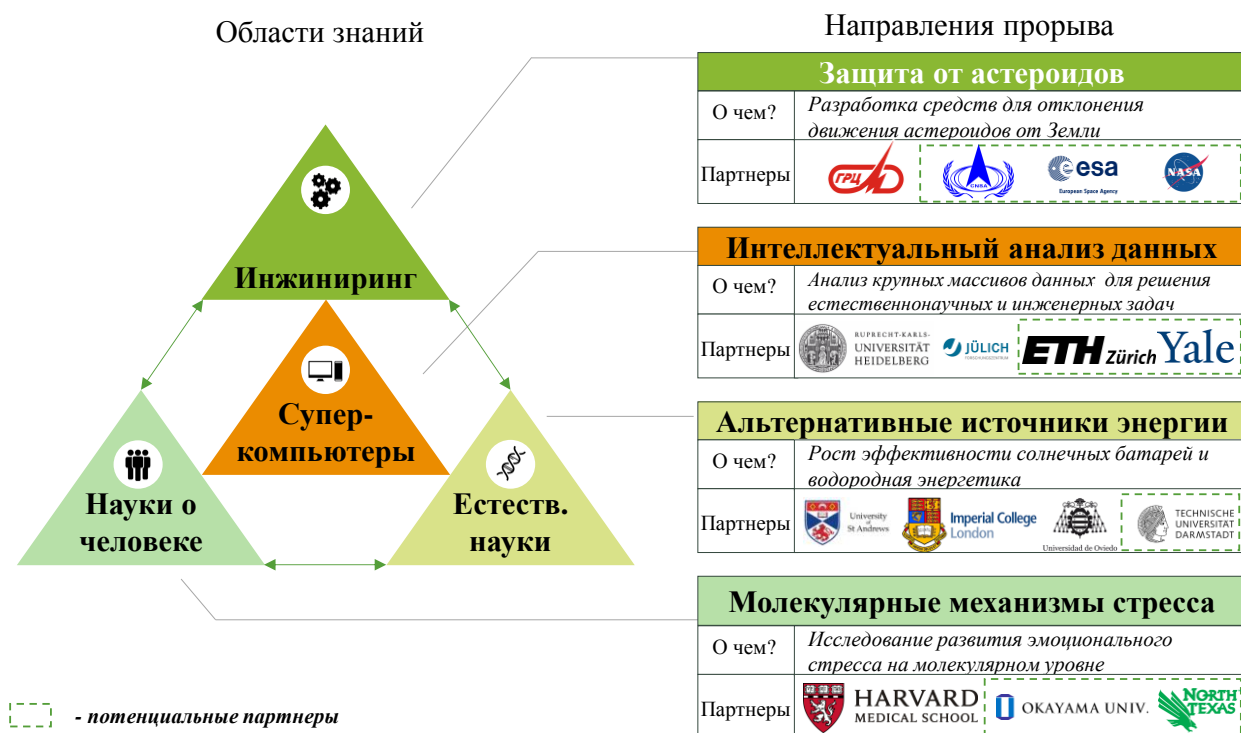 Области знаний
Направления прорыва
Инжиниринг
Супер-
компьютеры
Науки о
человеке
Естеств.
науки
- потенциальные партнеры
Защита от астероидов
О чем?
Разработка средств для отклонения
движения астероидов от Земли
Партнеры
ГРЦ
CNSA
esa
European Space Agency
NASA
Интеллектуальный анализ данных
О чем?
Анализ крупных массивов данных для решения
естественнонаучных и инженерных задач
Партнеры
RUPRECHT-KARLS-
UNIVERSITÄT
HEIDELBERG
JÜLICH
FORSCHUNGSZENTRUM
ETH Zürich
Yale
Альтернативные источники энергии
О чем?
Рост эффективности солнечных батарей и
водородная энергетика
Партнеры
University
of
St Andrews
Imperial College
London
Universidad de Oviedo
TECHNISCHE
UNIVERSITÄT
DARMSTADT
Молекулярные механизмы стресса
О чем?
Исследование развития эмоционального
стресса на молекулярном уровне
Партнеры
HARVARD
MEDICAL SCHOOL
OKAYAMA UNIV.
NORTH
TEXAS